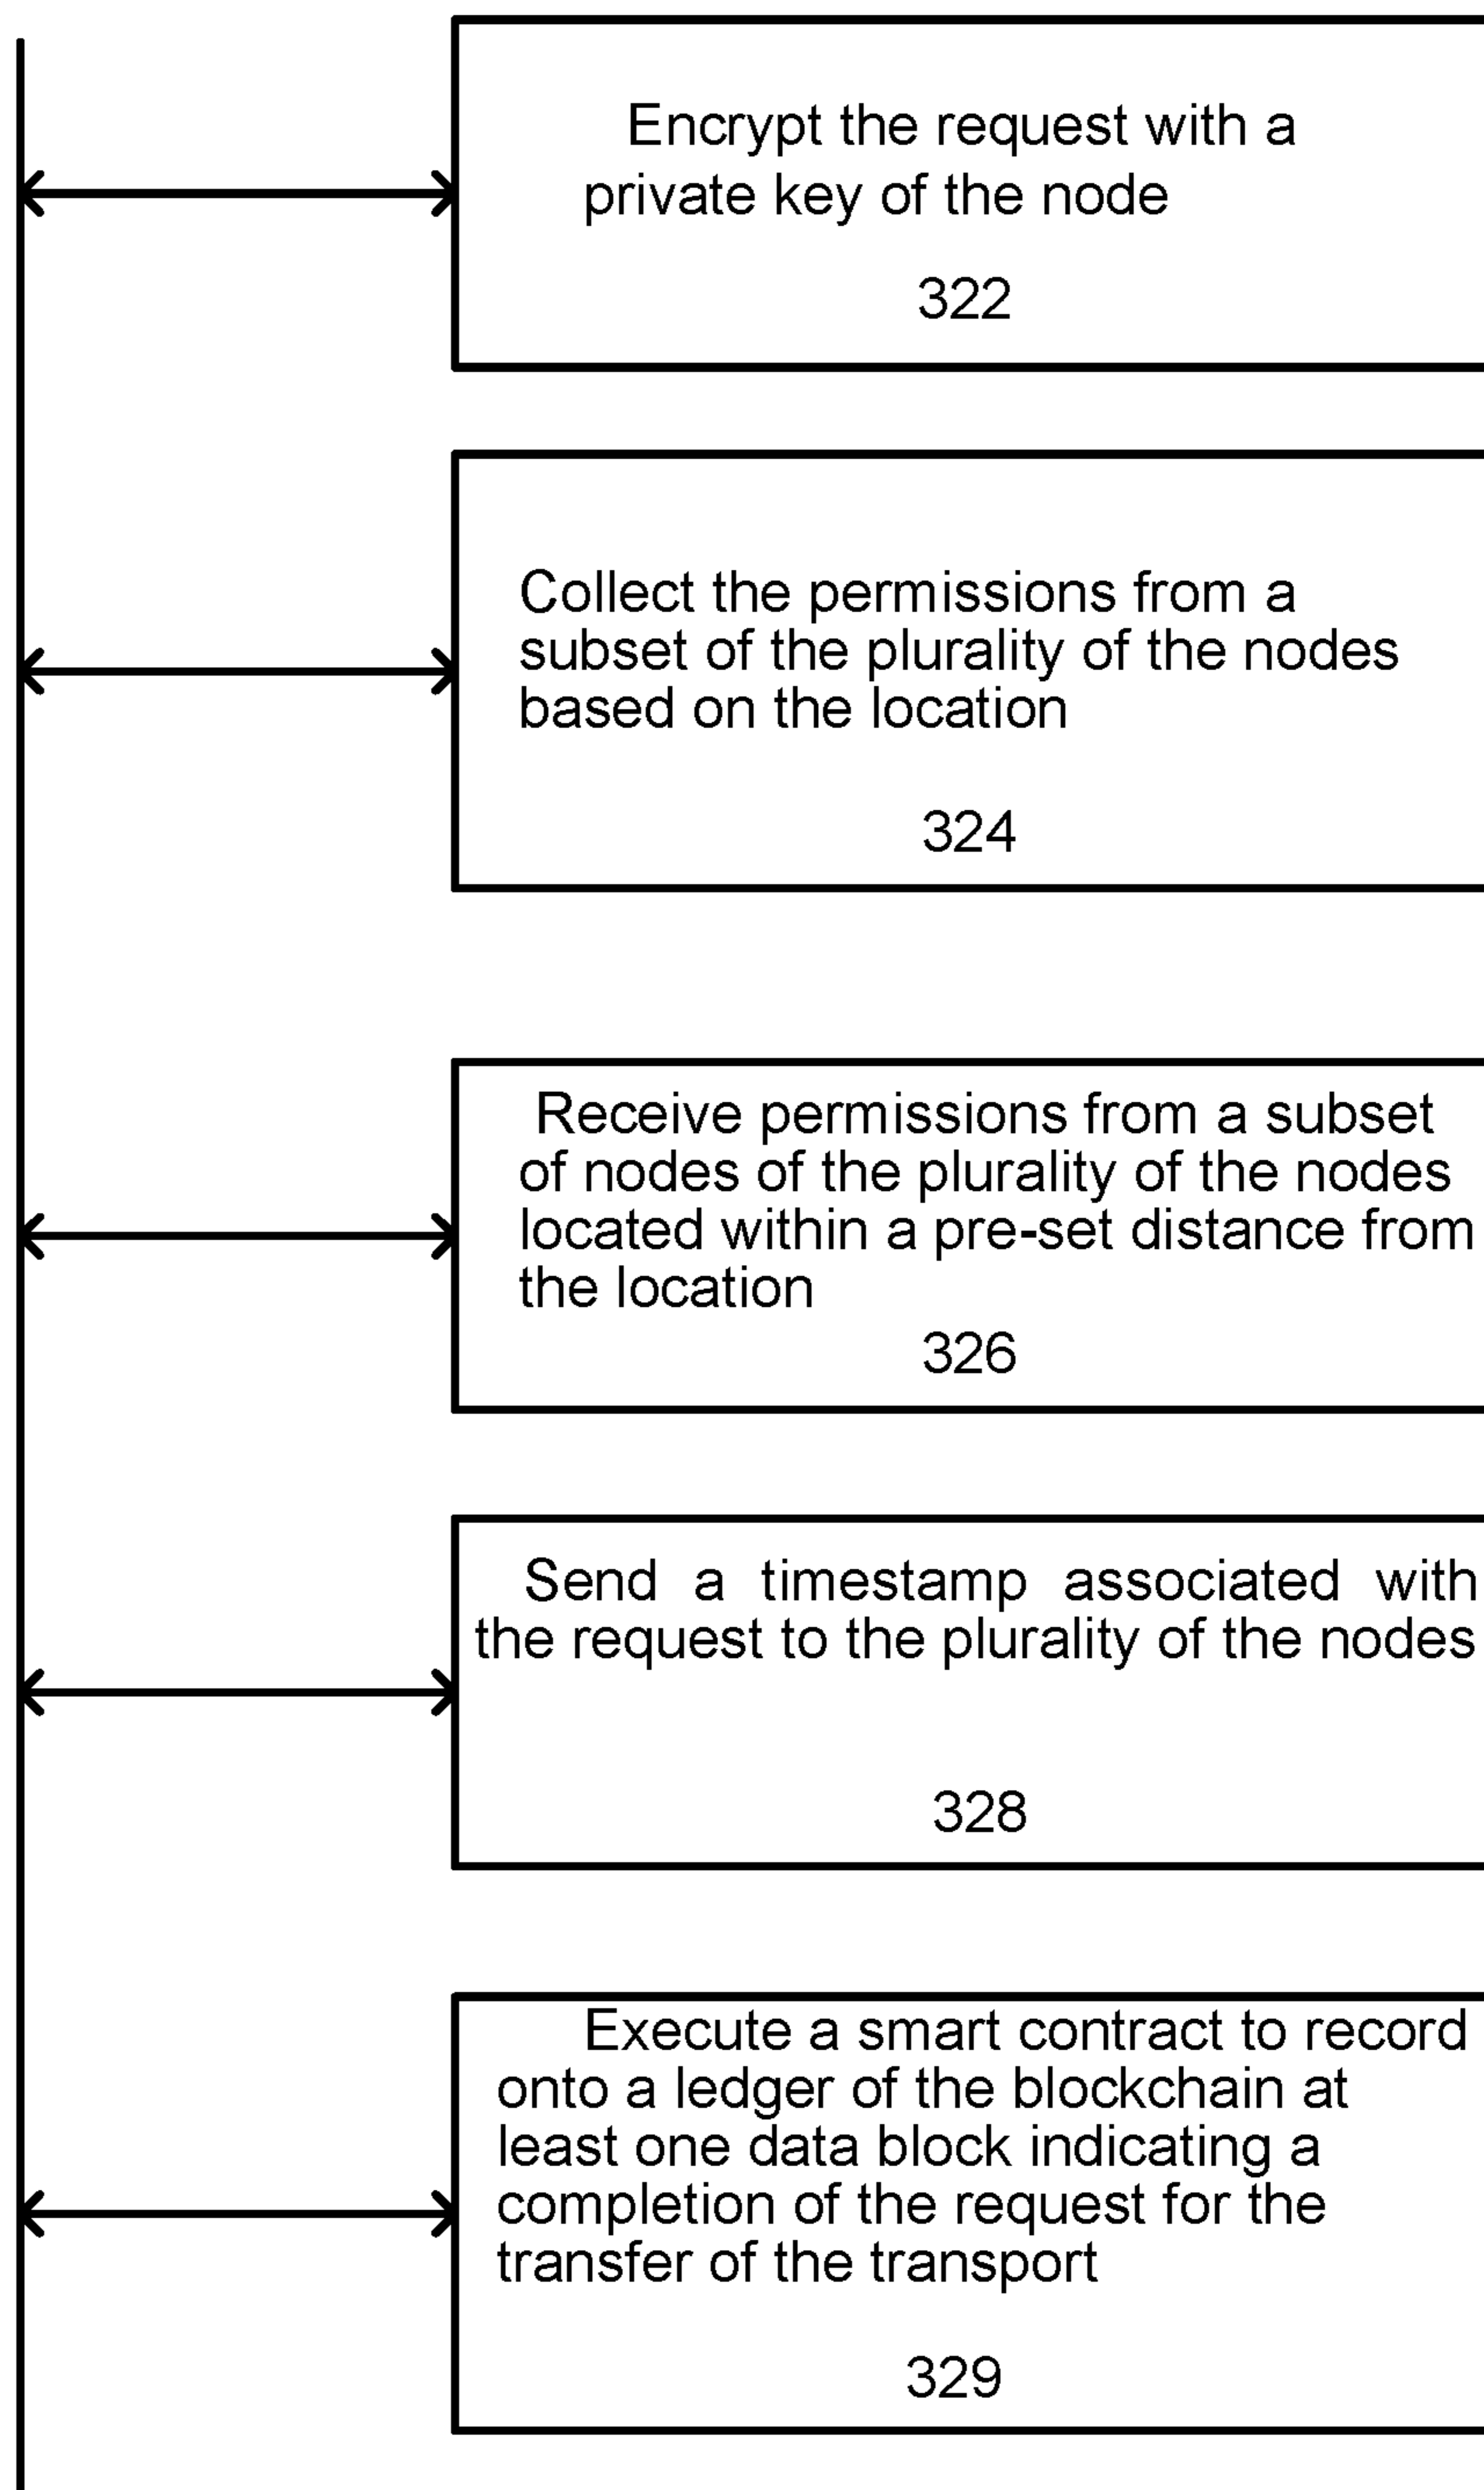 Encrypt the request with a
private key of the node
322
Collect the permissions from a
subset of the plurality of the nodes
based on the location
324
Receive permissions from a subset
of nodes of the plurality of the nodes
located within a pre-set distance from
the location
326
Send a timestamp associated with
the request to the plurality of the nodes
328
Execute a smart contract to record
onto a ledger of the blockchain at
least one data block indicating a
completion of the request for the
transfer of the transport
329